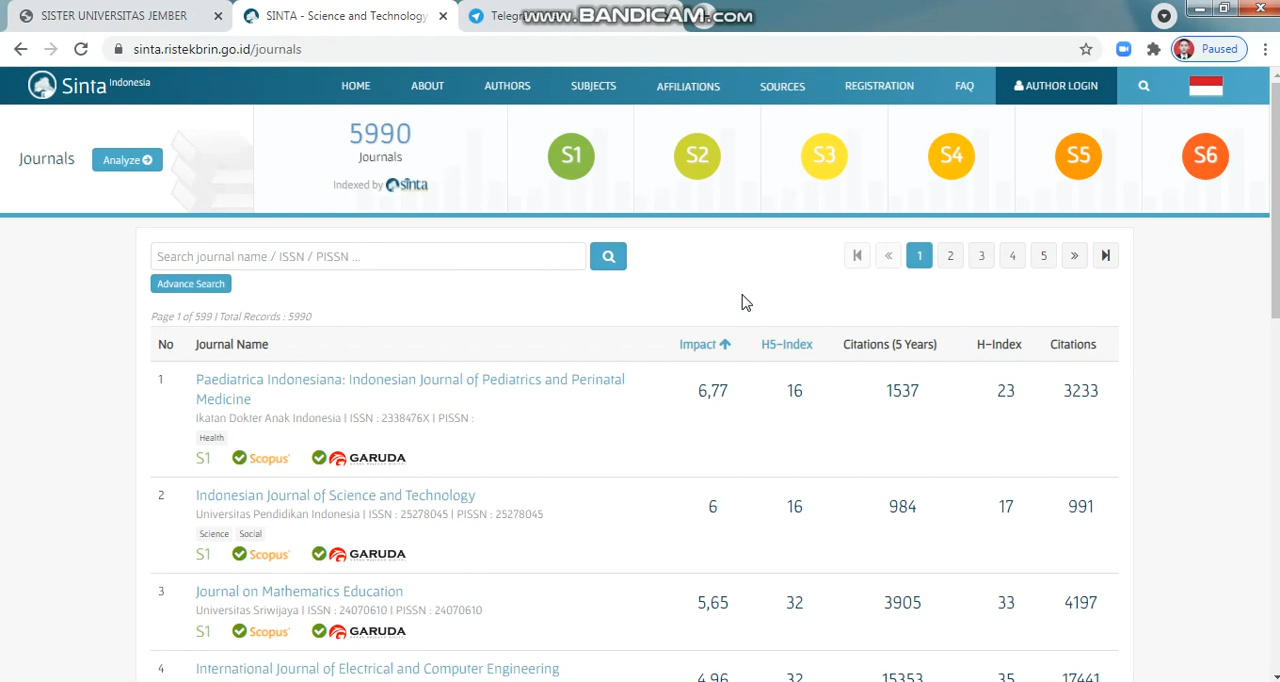 SISTER UNIVERSITAS JEMBER
SINTA - Science and Technology
WWW.BANDICAM.COM
sinta.ristekbrin.go.id/journals
Paused
Sinta Indonesia
HOME ABOUT AUTHORS SUBJECTS AFFILIATIONS SOURCES REGISTRATION FAQ AUTHOR LOGIN
Journals Analyze
5990
Journals
Indexed by sinta
S1 S2 S3 S4 S5 S6
Search journal name / ISSN / PISSN ...
1 2 3 4 5
Advance Search
Page 1 of 599 | Total Records : 5990
No Journal Name Impact H5-Index Citations (5 Years) H-Index Citations
1 Paediatrica Indonesiana: Indonesian Journal of Pediatrics and Perinatal
Medicine
6,77 16 1537 23 3233
Ikatan Dokter Anak Indonesia | ISSN : 2338476X | PISSN :
Health
S1 Scopus GARUDA
2 Indonesian Journal of Science and Technology
6 16 984 17 991
Universitas Pendidikan Indonesia | ISSN : 25278045 | PISSN : 25278045
Science Social
S1 Scopus GARUDA
3 Journal on Mathematics Education
5,65 32 3905 33 4197
Universitas Sriwijaya | ISSN : 24070610 | PISSN : 24070610
S1 Scopus GARUDA
4 International Journal of Electrical and Computer Engineering
4,96 32 15353 35 17441